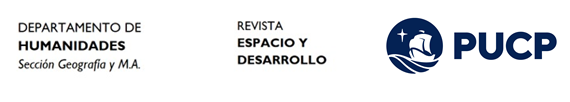 DEPARTAMENTO DE
HUMANIDADES
Sección Geografía y M.A.
REVISTA
ESPACIO Y
DESARROLLO
PUCP